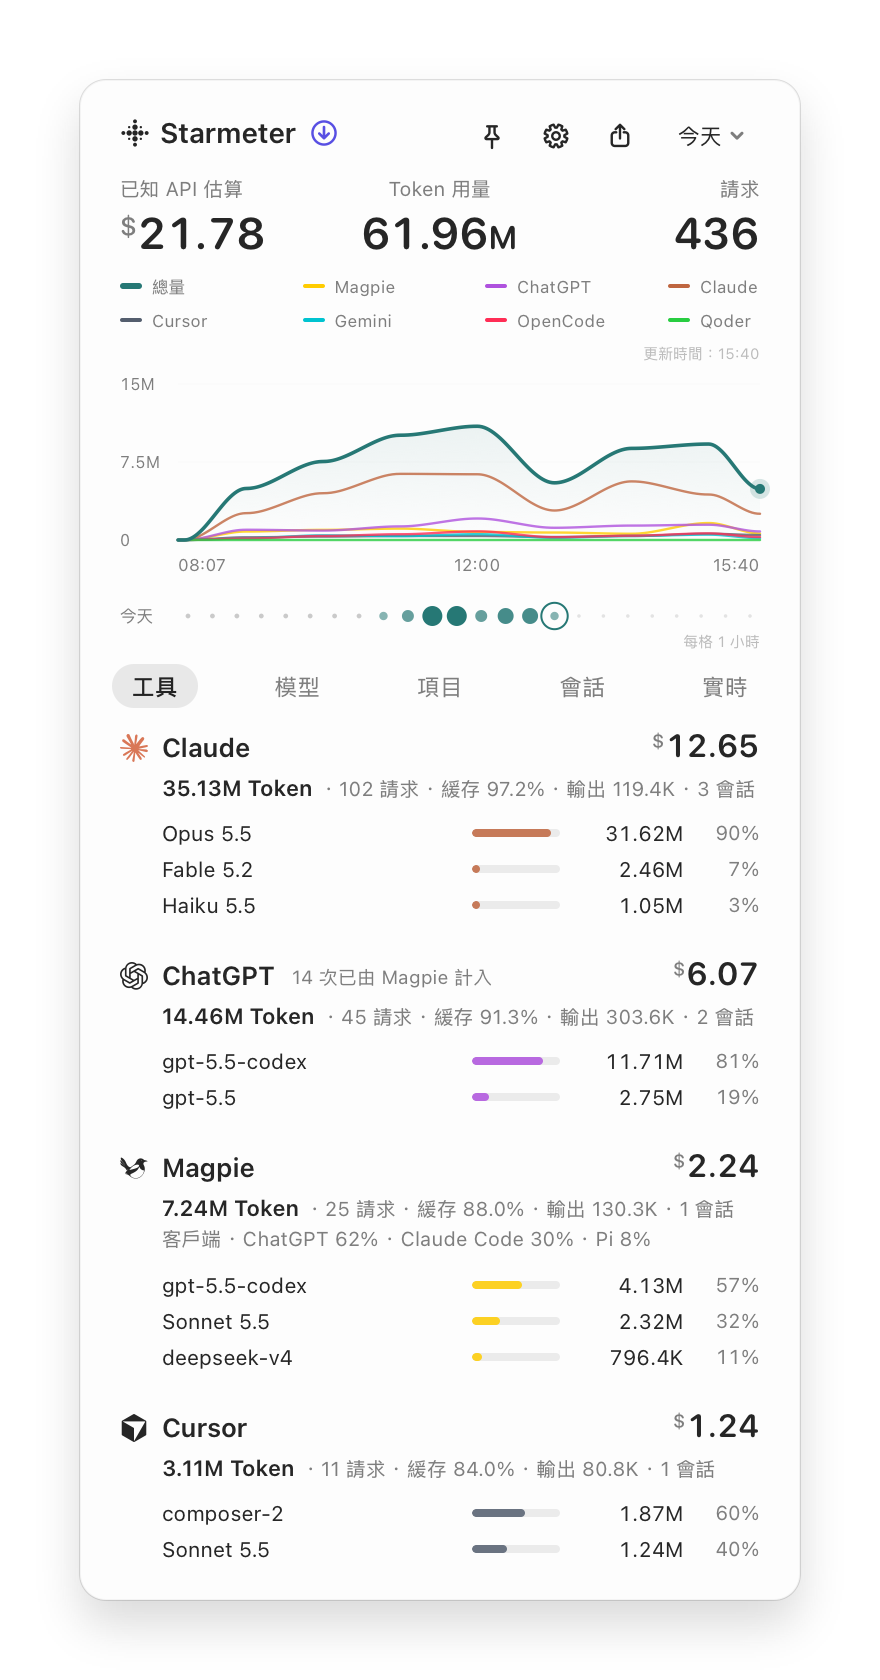 Starmeter 今天
已知 API 估算 Token 用量 請求
$21.78 61.96M 436
總量 Magpie ChatGPT Claude
Cursor Gemini OpenCode Qoder
更新時間：15:40
15M
7.5M
0
08:07 12:00 15:40
今天
每格 1 小時
工具 模型 項目 會話 實時
Claude $12.65
35.13M Token · 102 請求 · 緩存 97.2% · 輸出 119.4K · 3 會話
Opus 5.5 31.62M 90%
Fable 5.2 2.46M 7%
Haiku 5.5 1.05M 3%
ChatGPT 14 次已由 Magpie 計入 $6.07
14.46M Token · 45 請求 · 緩存 91.3% · 輸出 303.6K · 2 會話
gpt-5.5-codex 11.71M 81%
gpt-5.5 2.75M 19%
Magpie $2.24
7.24M Token · 25 請求 · 緩存 88.0% · 輸出 130.3K · 1 會話
客戶端 · ChatGPT 62% · Claude Code 30% · Pi 8%
gpt-5.5-codex 4.13M 57%
Sonnet 5.5 2.32M 32%
deepseek-v4 796.4K 11%
Cursor $1.24
3.11M Token · 11 請求 · 緩存 84.0% · 輸出 80.8K · 1 會話
composer-2 1.87M 60%
Sonnet 5.5 1.24M 40%